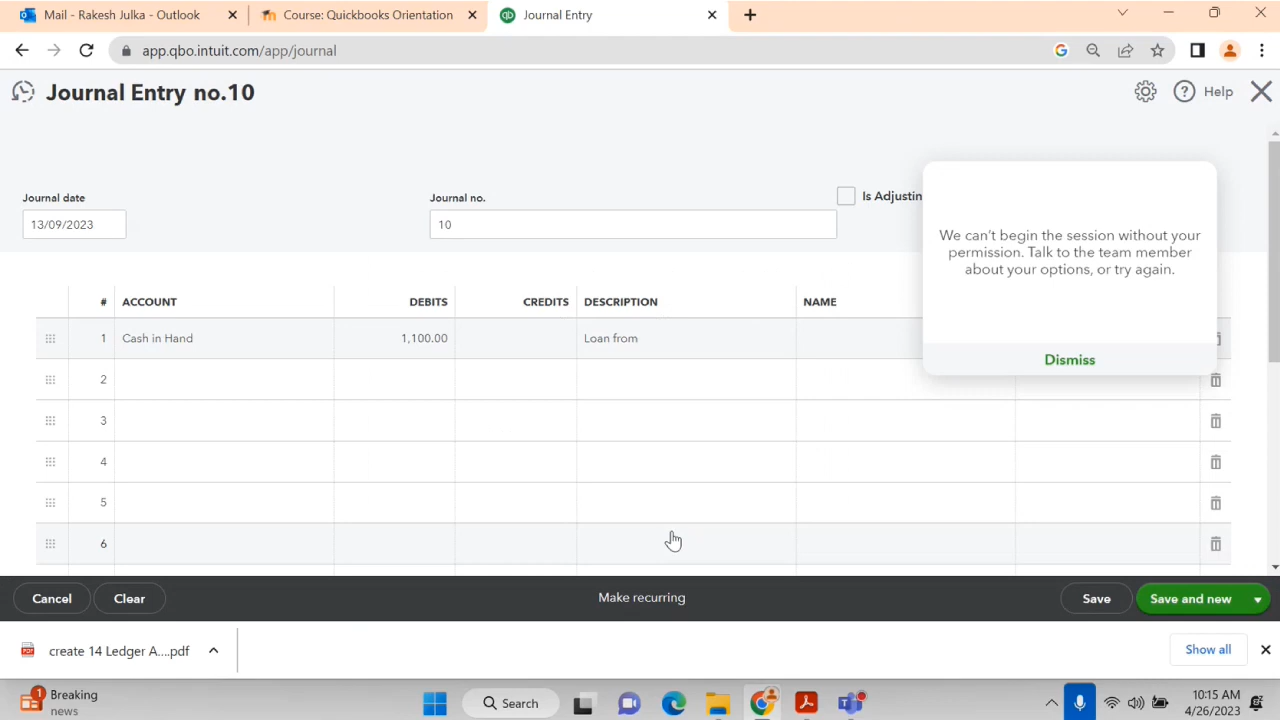 Mail - Rakesh Julka - Outlook
Course: Quickbooks Orientation
qb Journal Entry
app.qbo.intuit.com/app/journal
Journal Entry no.10
Help
Journal date
Journal no.
Is Adjustin
13/09/2023
10
We can't begin the session without your
permission. Talk to the team member
about your options, or try again.
Dismiss
# ACCOUNT DEBITS CREDITS DESCRIPTION NAME
1 Cash in Hand 1,100.00 Loan from
2
3
4
5
6
Cancel Clear Make recurring Save Save and new
create 14 Ledger A....pdf
Show all
1 Breaking
news
Search
10:15 AM
4/26/2023